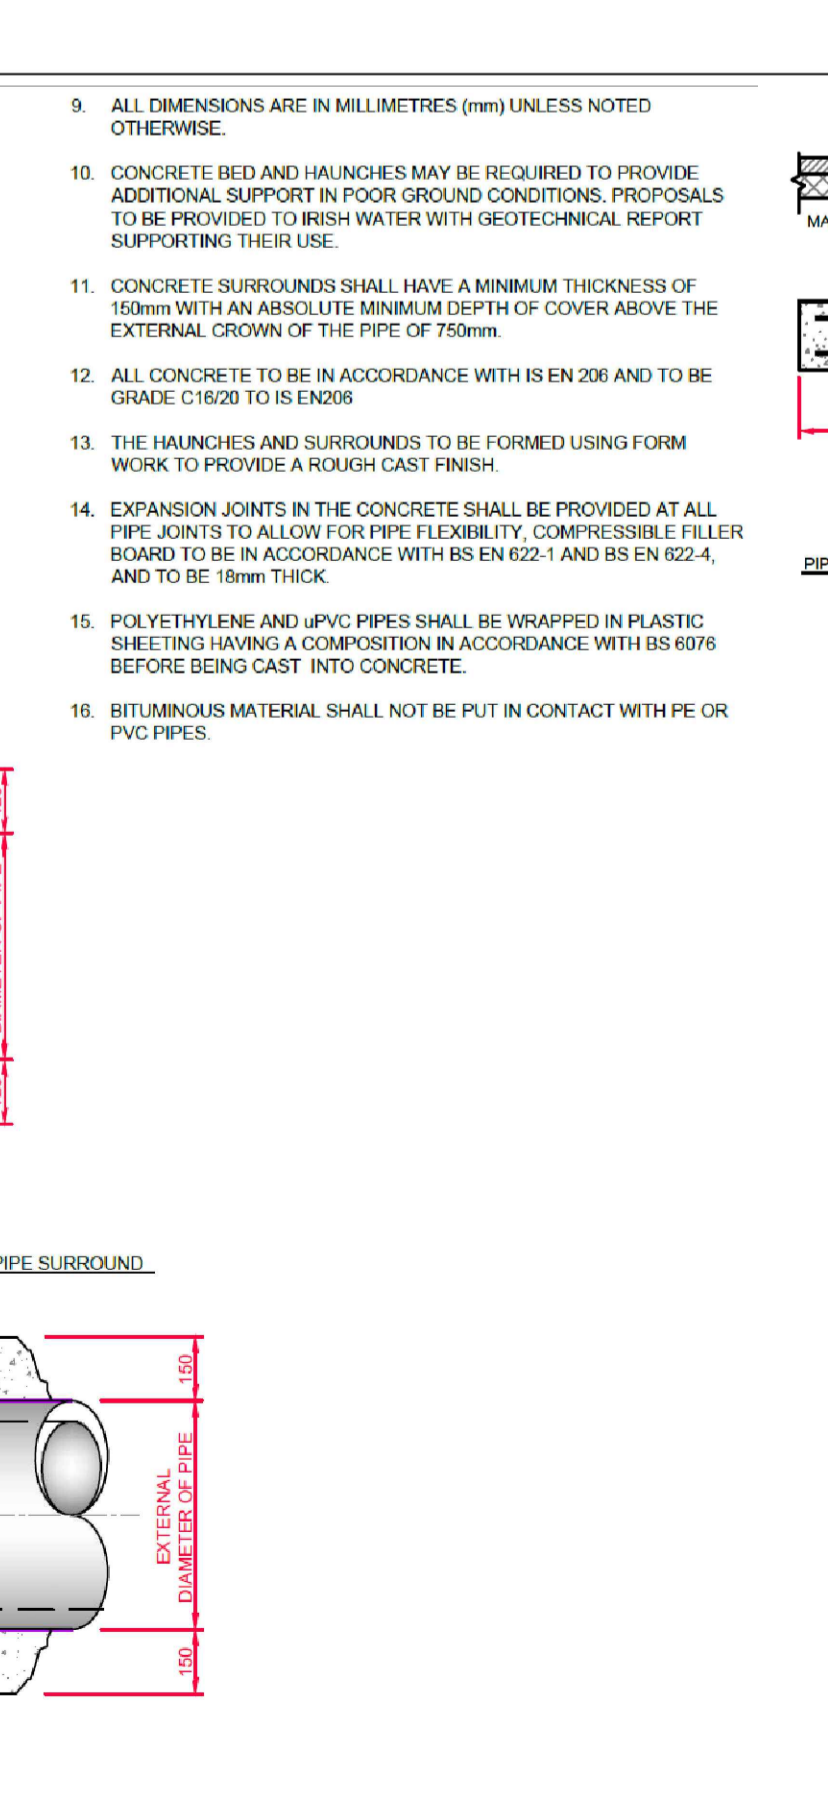 9. ALL DIMENSIONS ARE IN MILLIMETRES (mm) UNLESS NOTED
OTHERWISE.
10. CONCRETE BED AND HAUNCHES MAY BE REQUIRED TO PROVIDE
ADDITIONAL SUPPORT IN POOR GROUND CONDITIONS. PROPOSALS
TO BE PROVIDED TO IRISH WATER WITH GEOTECHNICAL REPORT
SUPPORTING THEIR USE.
11. CONCRETE SURROUNDS SHALL HAVE A MINIMUM THICKNESS OF
150mm WITH AN ABSOLUTE MINIMUM DEPTH OF COVER ABOVE THE
EXTERNAL CROWN OF THE PIPE OF 750mm.
12. ALL CONCRETE TO BE IN ACCORDANCE WITH IS EN 206 AND TO BE
GRADE C16/20 TO IS EN206
13. THE HAUNCHES AND SURROUNDS TO BE FORMED USING FORM
WORK TO PROVIDE A ROUGH CAST FINISH.
14. EXPANSION JOINTS IN THE CONCRETE SHALL BE PROVIDED AT ALL
PIPE JOINTS TO ALLOW FOR PIPE FLEXIBILITY, COMPRESSIBLE FILLER
BOARD TO BE IN ACCORDANCE WITH BS EN 622-1 AND BS EN 622-4,
AND TO BE 18mm THICK.
15. POLYETHYLENE AND uPVC PIPES SHALL BE WRAPPED IN PLASTIC
SHEETING HAVING A COMPOSITION IN ACCORDANCE WITH BS 6076
BEFORE BEING CAST INTO CONCRETE.
16. BITUMINOUS MATERIAL SHALL NOT BE PUT IN CONTACT WITH PE OR
PVC PIPES.
MA
PIP
PIPE SURROUND
150
EXTERNAL
DIAMETER OF PIPE
150